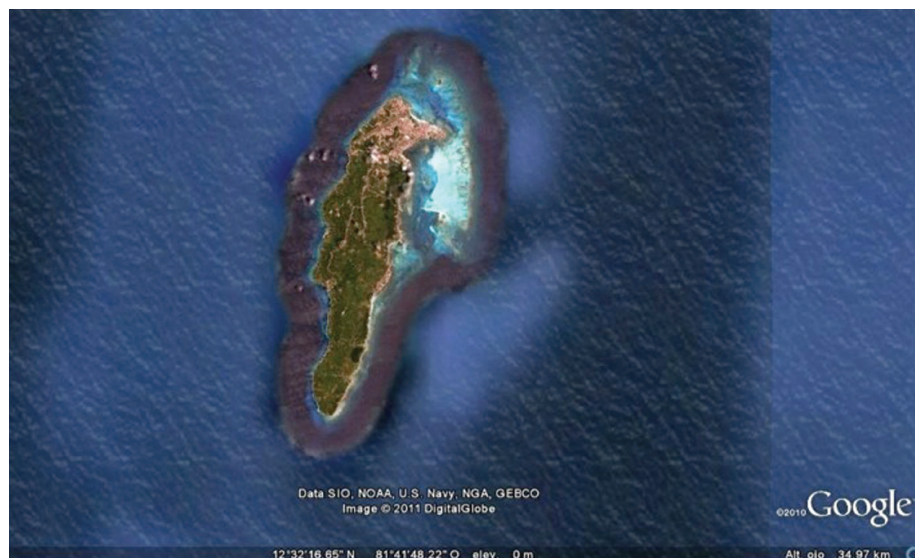 Data SIO, NOAA, U.S. Navy, NGA, GEBCO
Image © 2011 DigitalGlobe
©2010 Google
12°32'16.65" N 81°41'48.22" O elev. 0 m Alt. ojo 34.97 km